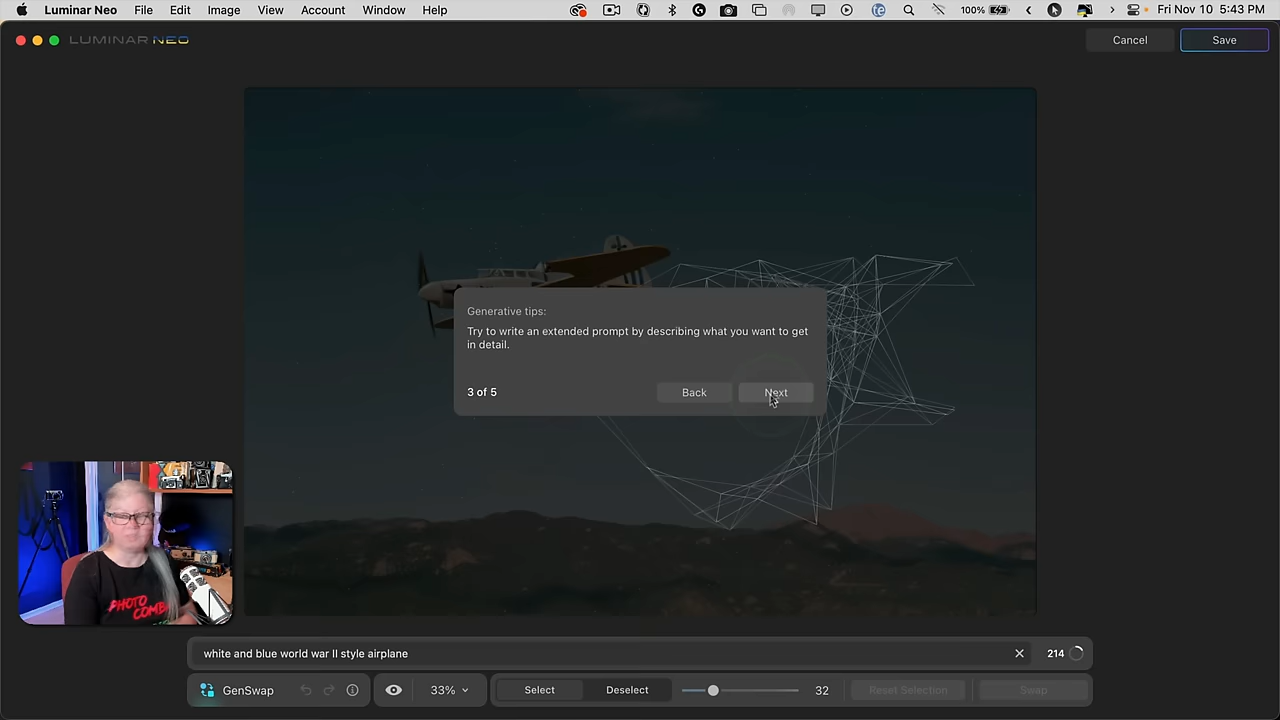 Luminar Neo File Edit Image View Account Window Help 100% Fri Nov 10 5:43 PM
LUMINAR NEO Cancel Save
Generative tips:
Try to write an extended prompt by describing what you want to get
in detail.
3 of 5 Back Next
PHOTO
COMB
white and blue world war II style airplane 214
GenSwap 33% Select Deselect 32 Reset Selection Swap